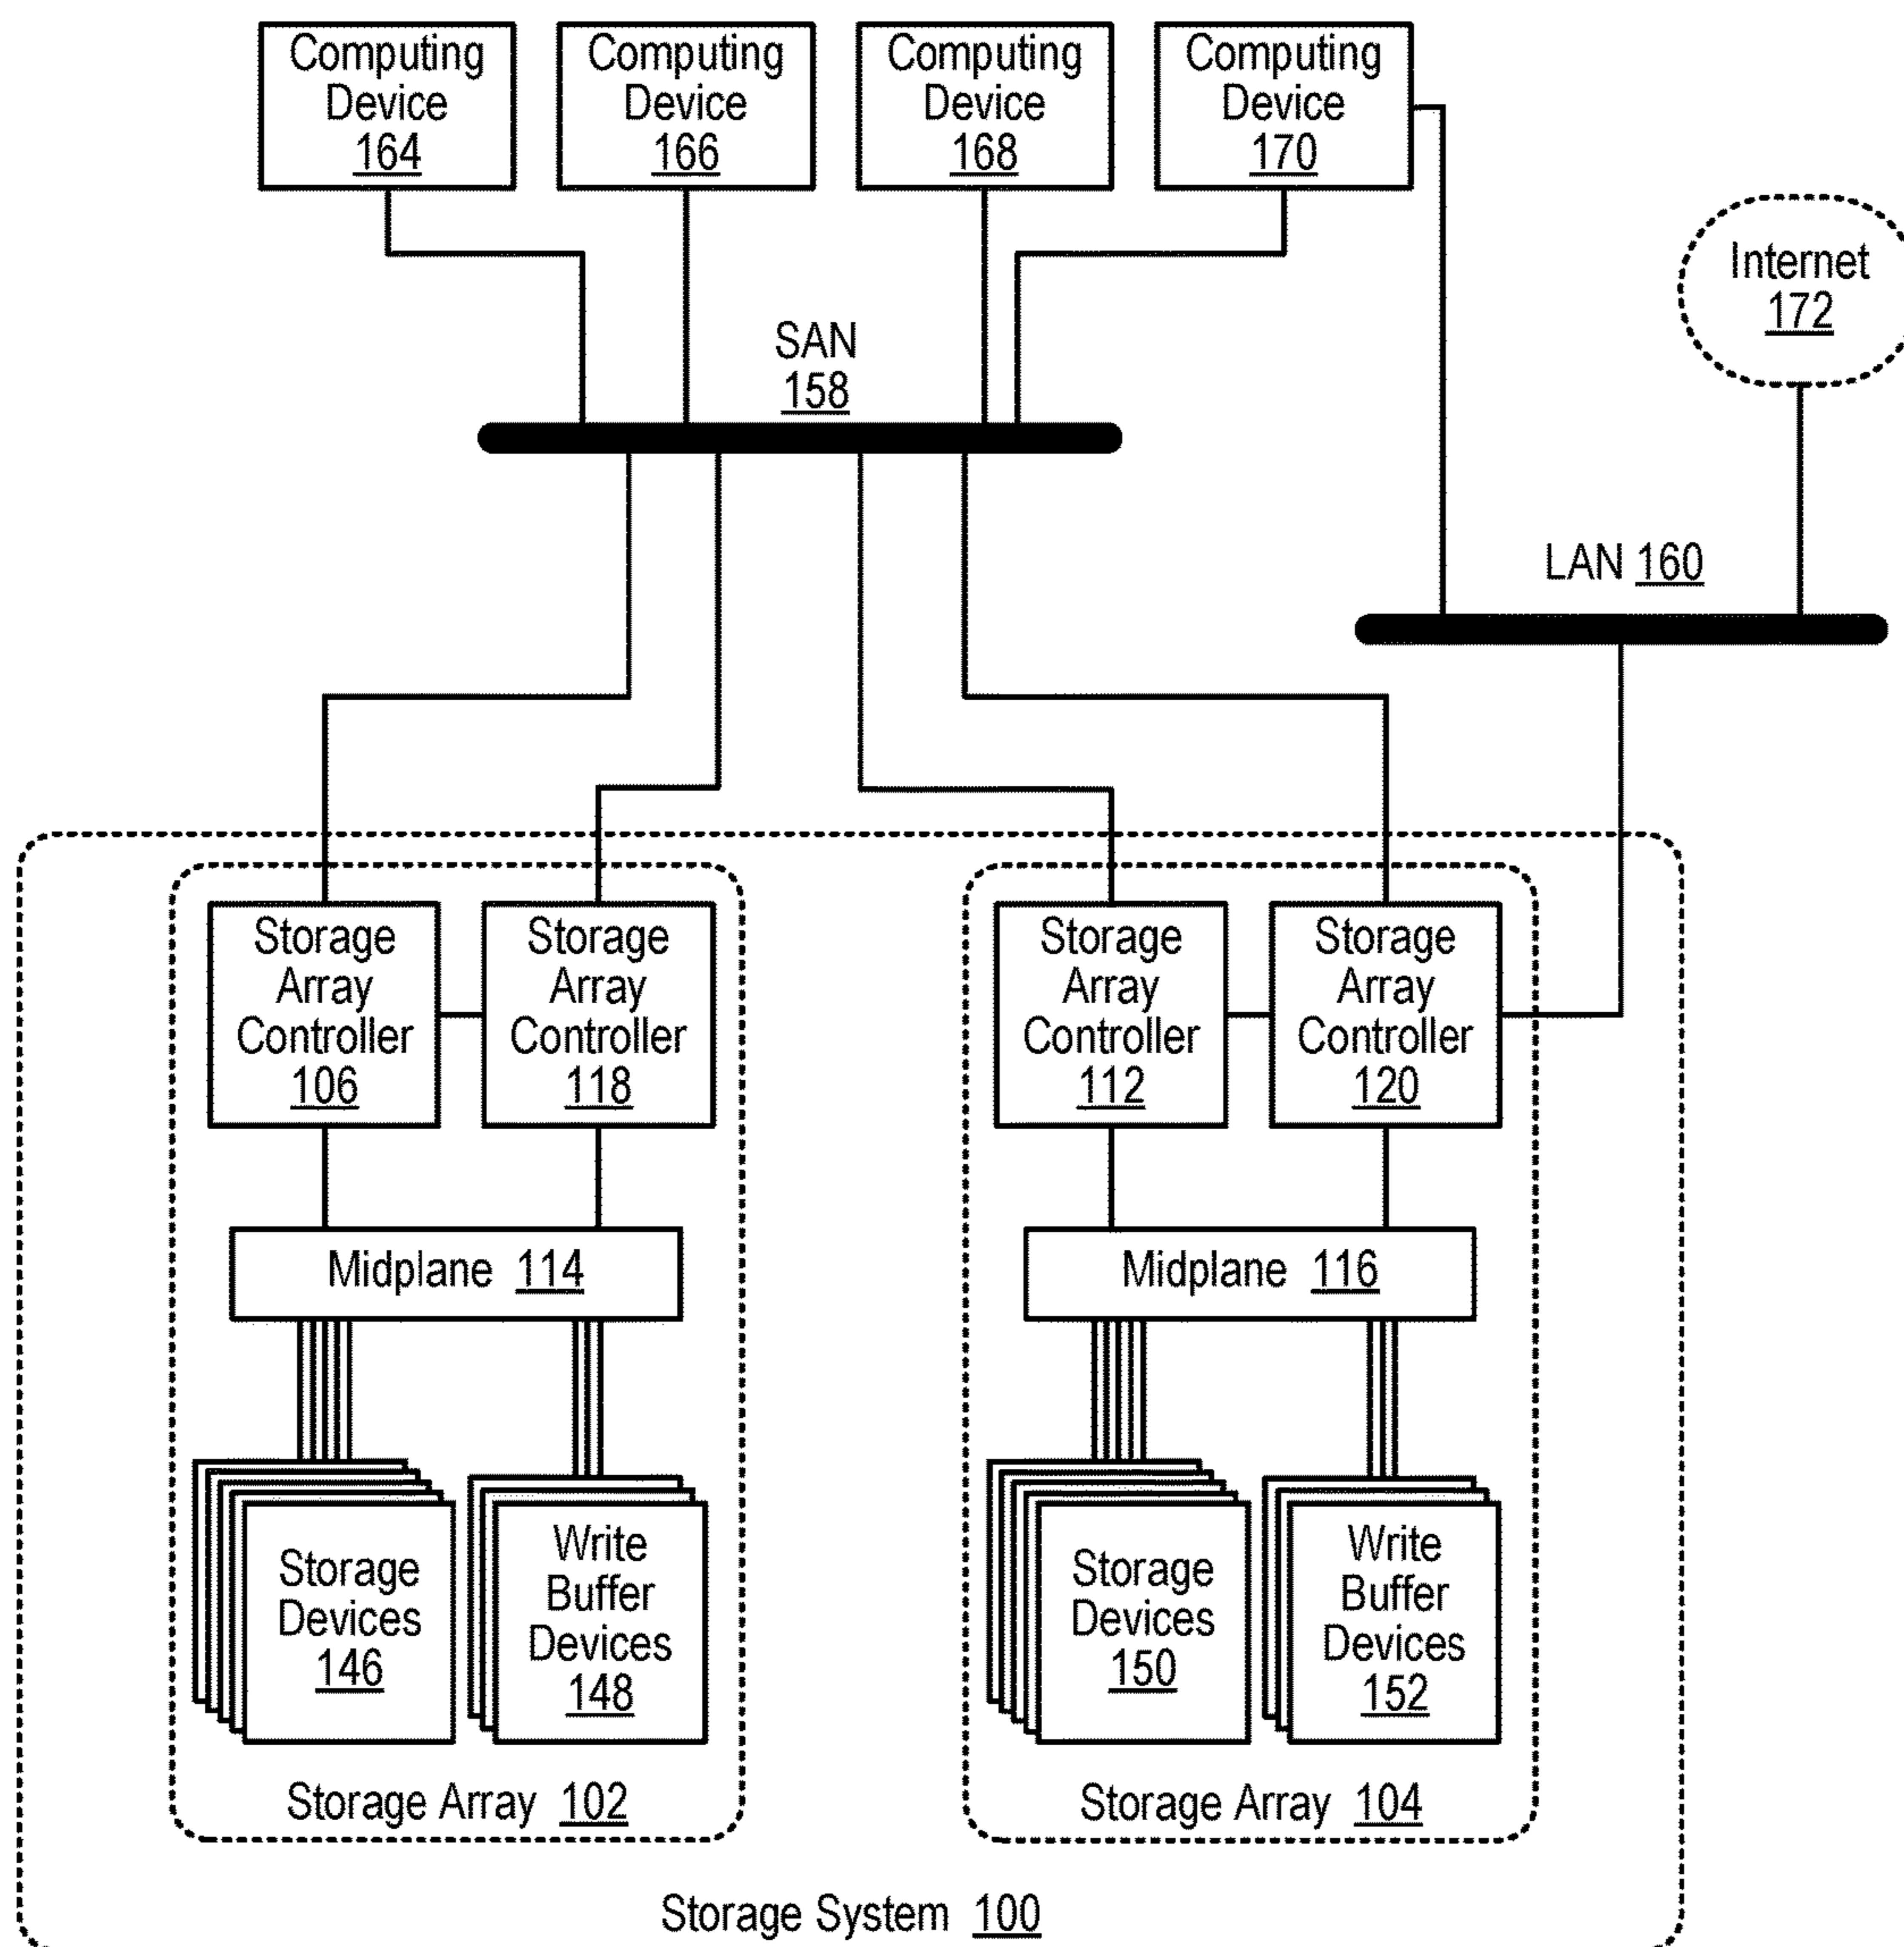 Computing
Device
164
Computing
Device
166
Computing
Device
168
Computing
Device
170
Internet
172
SAN
158
LAN 160
Storage
Array
Controller
106
Storage
Array
Controller
118
Storage
Array
Controller
112
Storage
Array
Controller
120
Midplane 114
Midplane 116
Storage
Devices
146
Write
Buffer
Devices
148
Storage
Devices
150
Write
Buffer
Devices
152
Storage Array 102
Storage Array 104
Storage System 100